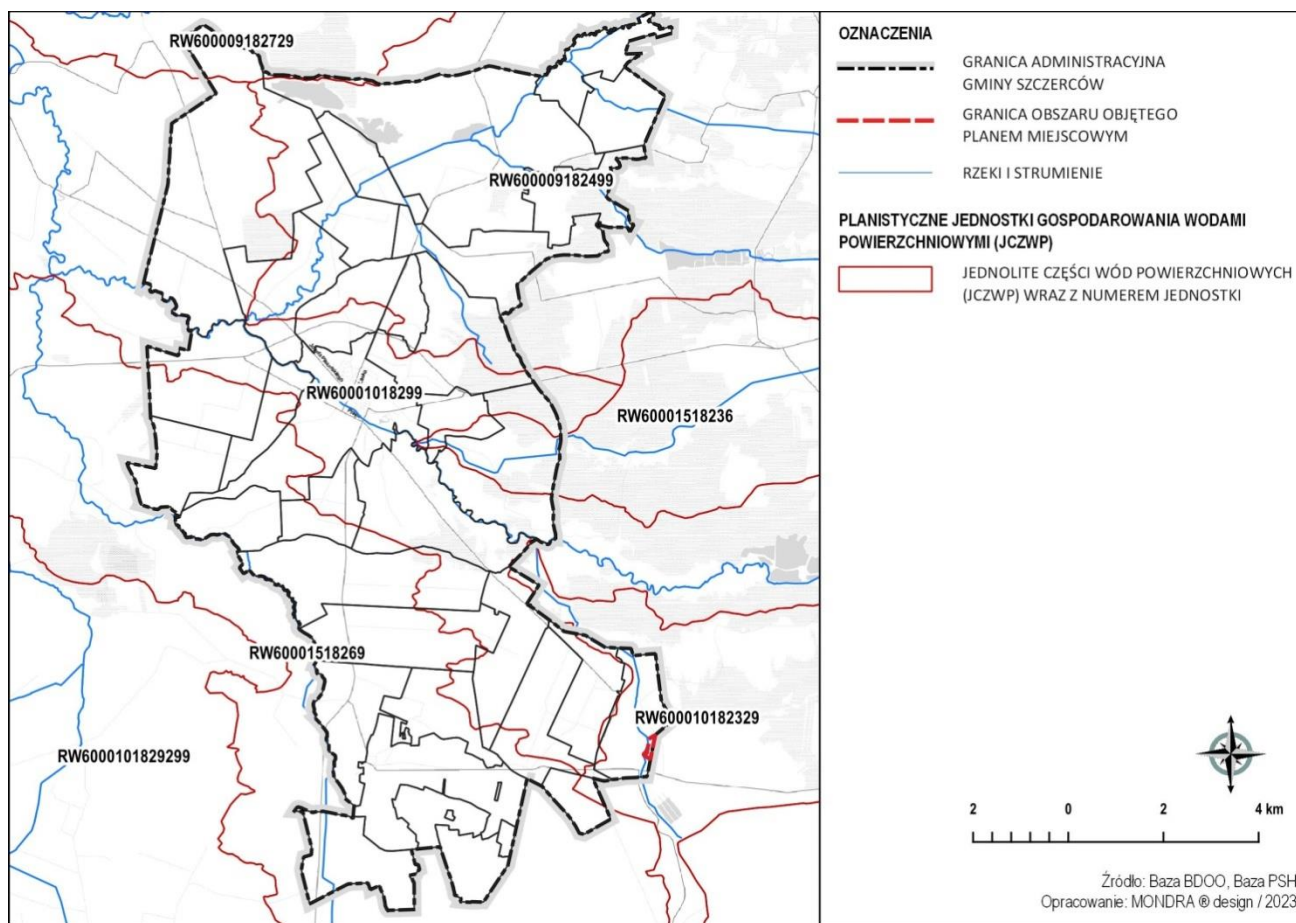 RW600009182729
RW600009182499
RW60001018299
RW60001518236
RW60001518269
RW600010182329
RW6000101829299
OZNACZENIA
GRANICA ADMINISTRACYJNA
GMINY SZCZERCÓW
GRANICA OBSZARU OBJĘTEGO
PLANEM MIEJSCOWYM
RZEKI I STRUMIENIE
PLANISTYCZNE JEDNOSTKI GOSPODAROWANIA WODAMI
POWIERZCHNIOWYMI (JCZWP)
JEDNOLITE CZĘŚCI WÓD POWIERZCHNIOWYCH
(JCZWP) WRAZ Z NUMEREM JEDNOSTKI
2 0 2 4 km
Źródło: Baza BDOO, Baza PSH
Opracowanie: MONDRA ® design / 2023